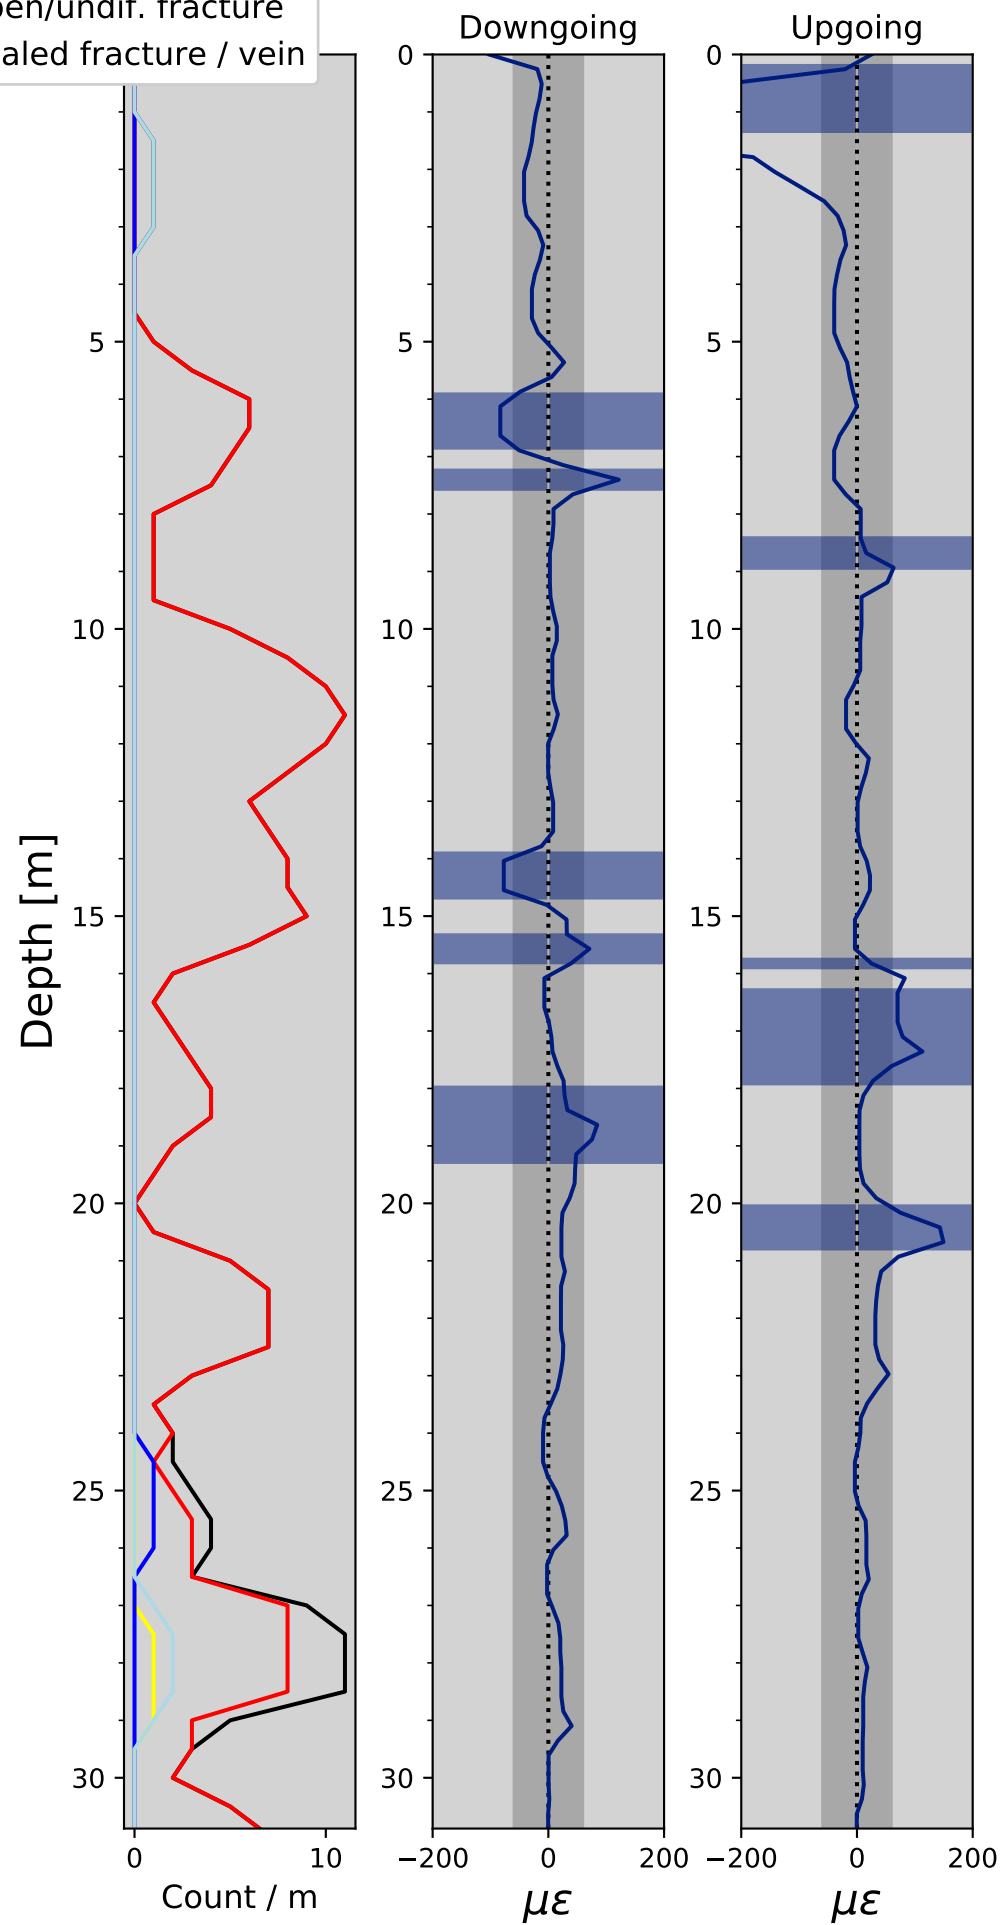 pen/undif. fracture
aled fracture / vein
Downgoing
Upgoing
0
0
5
5
5
10
10
10
15
15
15
20
20
20
25
25
25
30
30
30
Depth [m]
0 10
−200 0 200
−200 0 200
Count / m
με
με